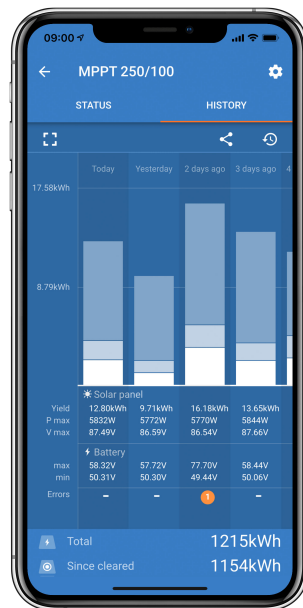 09:00
MPPT 250/100
STATUS HISTORY
Today Yesterday 2 days ago 3 days ago 4
17.58kWh
8.79kWh
Solar panel
Yield 12.80kWh 9.71kWh 16.18kWh 13.65kWh
P max 5832W 5772W 5770W 5844W
V max 87.49V 86.59V 86.54V 87.66V
Battery
max 58.32V 57.72V 77.70V 58.44V
min 50.31V 50.30V 49.44V 50.06V
Errors – – 1 –
Total 1215kWh
Since cleared 1154kWh